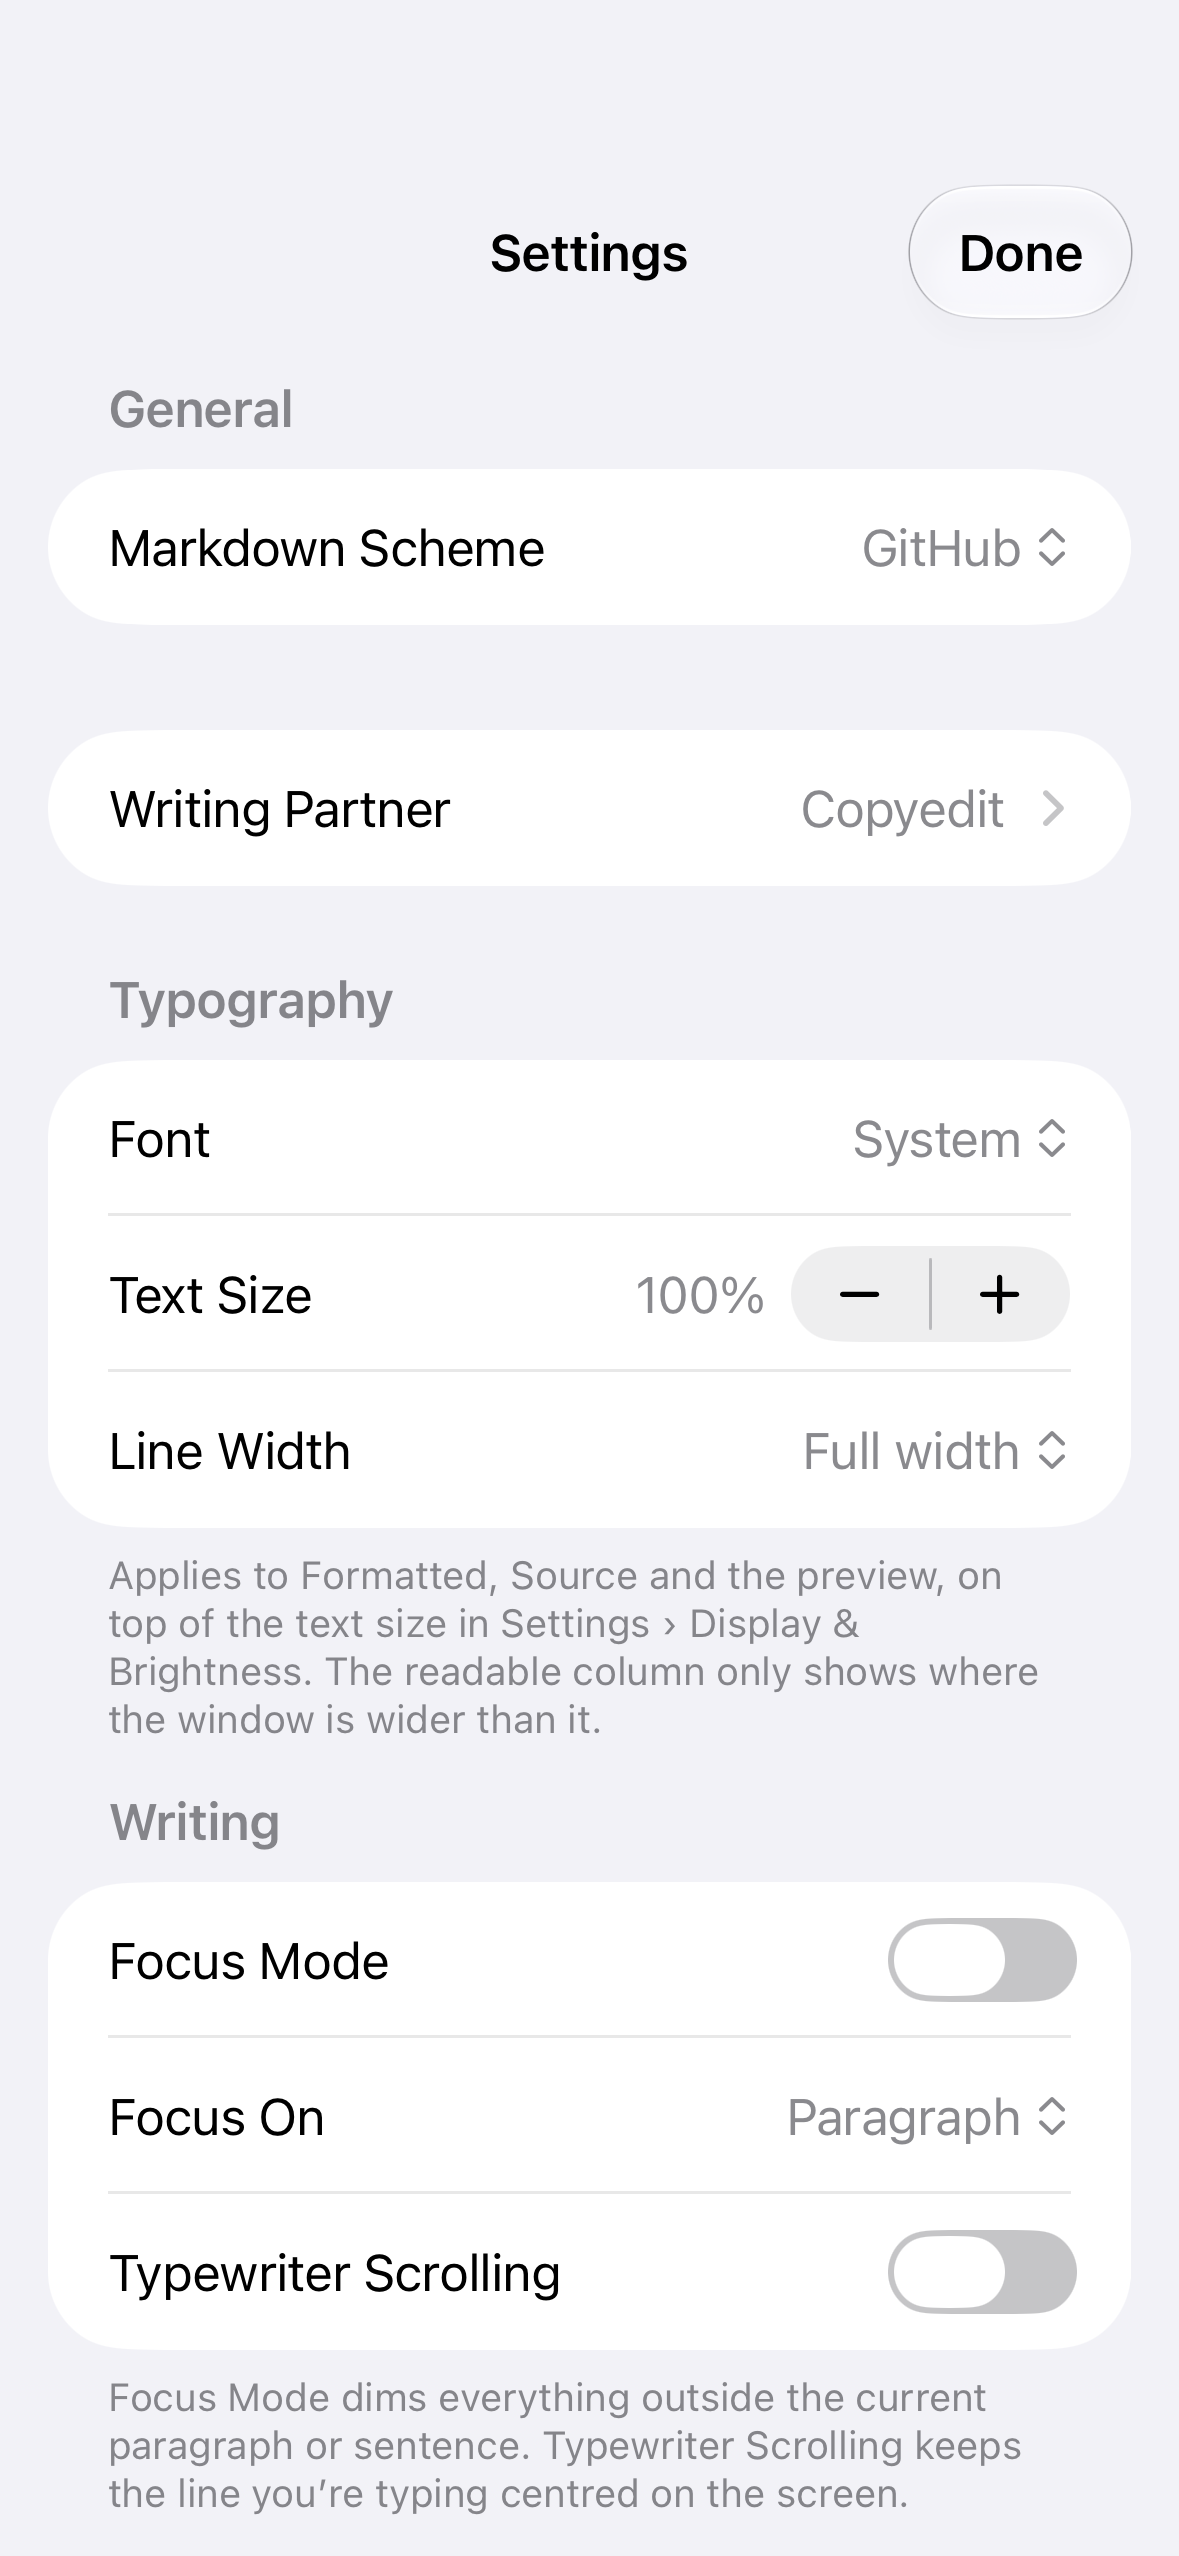 Settings
Done
General
Markdown Scheme
GitHub
Writing Partner
Copyedit
Typography
Font
System
Text Size
100%
Line Width
Full width
Applies to Formatted, Source and the preview, on
top of the text size in Settings › Display &
Brightness. The readable column only shows where
the window is wider than it.
Writing
Focus Mode
Focus On
Paragraph
Typewriter Scrolling
Focus Mode dims everything outside the current
paragraph or sentence. Typewriter Scrolling keeps
the line you’re typing centred on the screen.